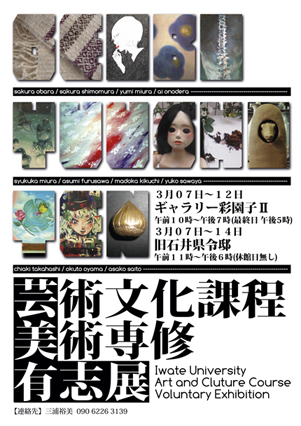 sakura obara / sakura shimomura / yumi miura / ai onodera
syukuka miura / asumi furusawa / madoka kikuchi / yuko sawaya
３月０７日〜１２日
ギャラリー彩園子Ⅱ
午前１０時〜午後７時(最終日 午後５時)
３月０７日〜１４日
旧石井県令邸
午前１１時〜午後６時(休館日無し)
chiaki takahashi / okuto oyama / asako saito
芸術文化課程
美術専修
有志展
Iwate University
Art and Cluture Course
Voluntary Exhibition
【連絡先】三浦裕美 090 6226 3139